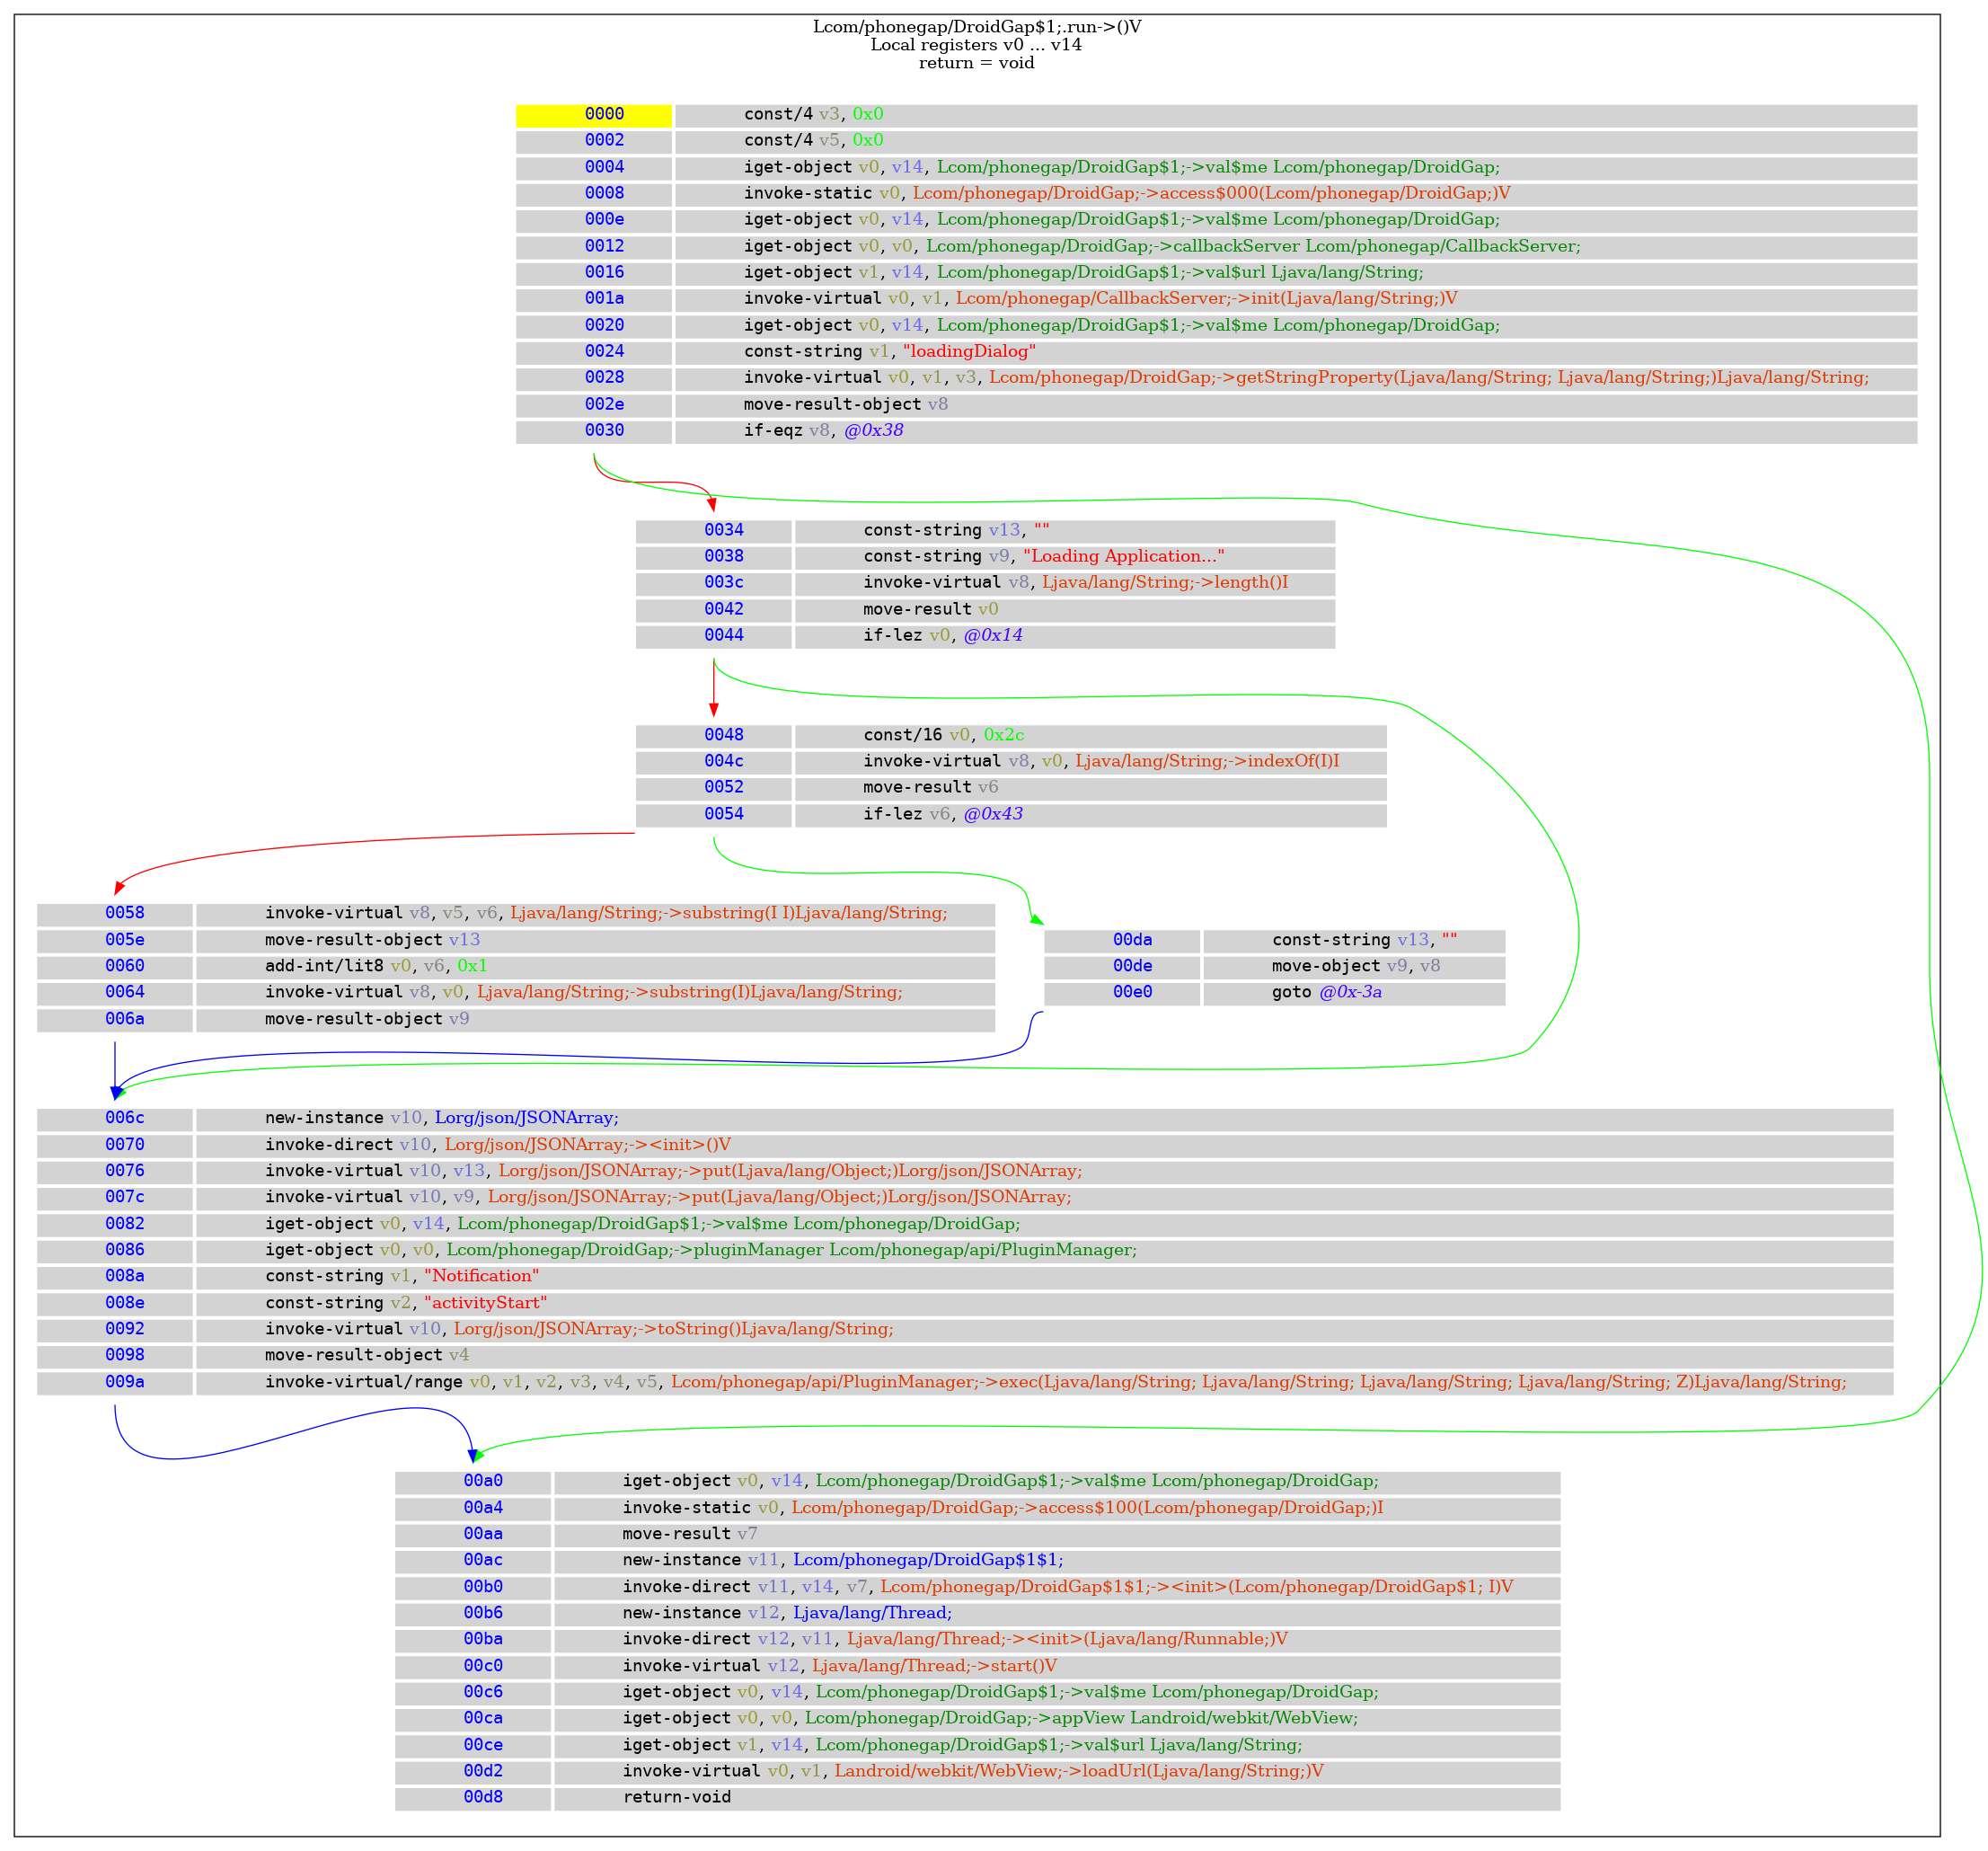 Lcom/phonegap/DroidGap$1;.run->()V
Local registers v0 ... v14
return = void
0000 const/4 v3, 0x0
0002 const/4 v5, 0x0
0004 iget-object v0, v14, Lcom/phonegap/DroidGap$1;->val$me Lcom/phonegap/DroidGap;
0008 invoke-static v0, Lcom/phonegap/DroidGap;->access$000(Lcom/phonegap/DroidGap;)V
000e iget-object v0, v14, Lcom/phonegap/DroidGap$1;->val$me Lcom/phonegap/DroidGap;
0012 iget-object v0, v0, Lcom/phonegap/DroidGap;->callbackServer Lcom/phonegap/CallbackServer;
0016 iget-object v1, v14, Lcom/phonegap/DroidGap$1;->val$url Ljava/lang/String;
001a invoke-virtual v0, v1, Lcom/phonegap/CallbackServer;->init(Ljava/lang/String;)V
0020 iget-object v0, v14, Lcom/phonegap/DroidGap$1;->val$me Lcom/phonegap/DroidGap;
0024 const-string v1, "loadingDialog"
0028 invoke-virtual v0, v1, v3, Lcom/phonegap/DroidGap;->getStringProperty(Ljava/lang/String; Ljava/lang/String;)Ljava/lang/String;
002e move-result-object v8
0030 if-eqz v8, @0x38
0034 const-string v13, ""
0038 const-string v9, "Loading Application..."
003c invoke-virtual v8, Ljava/lang/String;->length()I
0042 move-result v0
0044 if-lez v0, @0x14
0048 const/16 v0, 0x2c
004c invoke-virtual v8, v0, Ljava/lang/String;->indexOf(I)I
0052 move-result v6
0054 if-lez v6, @0x43
0058 invoke-virtual v8, v5, v6, Ljava/lang/String;->substring(I I)Ljava/lang/String;
005e move-result-object v13
0060 add-int/lit8 v0, v6, 0x1
0064 invoke-virtual v8, v0, Ljava/lang/String;->substring(I)Ljava/lang/String;
006a move-result-object v9
00da const-string v13, ""
00de move-object v9, v8
00e0 goto @0x-3a
006c new-instance v10, Lorg/json/JSONArray;
0070 invoke-direct v10, Lorg/json/JSONArray;-><init>()V
0076 invoke-virtual v10, v13, Lorg/json/JSONArray;->put(Ljava/lang/Object;)Lorg/json/JSONArray;
007c invoke-virtual v10, v9, Lorg/json/JSONArray;->put(Ljava/lang/Object;)Lorg/json/JSONArray;
0082 iget-object v0, v14, Lcom/phonegap/DroidGap$1;->val$me Lcom/phonegap/DroidGap;
0086 iget-object v0, v0, Lcom/phonegap/DroidGap;->pluginManager Lcom/phonegap/api/PluginManager;
008a const-string v1, "Notification"
008e const-string v2, "activityStart"
0092 invoke-virtual v10, Lorg/json/JSONArray;->toString()Ljava/lang/String;
0098 move-result-object v4
009a invoke-virtual/range v0, v1, v2, v3, v4, v5, Lcom/phonegap/api/PluginManager;->exec(Ljava/lang/String; Ljava/lang/String; Ljava/lang/String; Ljava/lang/String; Z)Ljava/lang/String;
00a0 iget-object v0, v14, Lcom/phonegap/DroidGap$1;->val$me Lcom/phonegap/DroidGap;
00a4 invoke-static v0, Lcom/phonegap/DroidGap;->access$100(Lcom/phonegap/DroidGap;)I
00aa move-result v7
00ac new-instance v11, Lcom/phonegap/DroidGap$1$1;
00b0 invoke-direct v11, v14, v7, Lcom/phonegap/DroidGap$1$1;-><init>(Lcom/phonegap/DroidGap$1; I)V
00b6 new-instance v12, Ljava/lang/Thread;
00ba invoke-direct v12, v11, Ljava/lang/Thread;-><init>(Ljava/lang/Runnable;)V
00c0 invoke-virtual v12, Ljava/lang/Thread;->start()V
00c6 iget-object v0, v14, Lcom/phonegap/DroidGap$1;->val$me Lcom/phonegap/DroidGap;
00ca iget-object v0, v0, Lcom/phonegap/DroidGap;->appView Landroid/webkit/WebView;
00ce iget-object v1, v14, Lcom/phonegap/DroidGap$1;->val$url Ljava/lang/String;
00d2 invoke-virtual v0, v1, Landroid/webkit/WebView;->loadUrl(Ljava/lang/String;)V
00d8 return-void